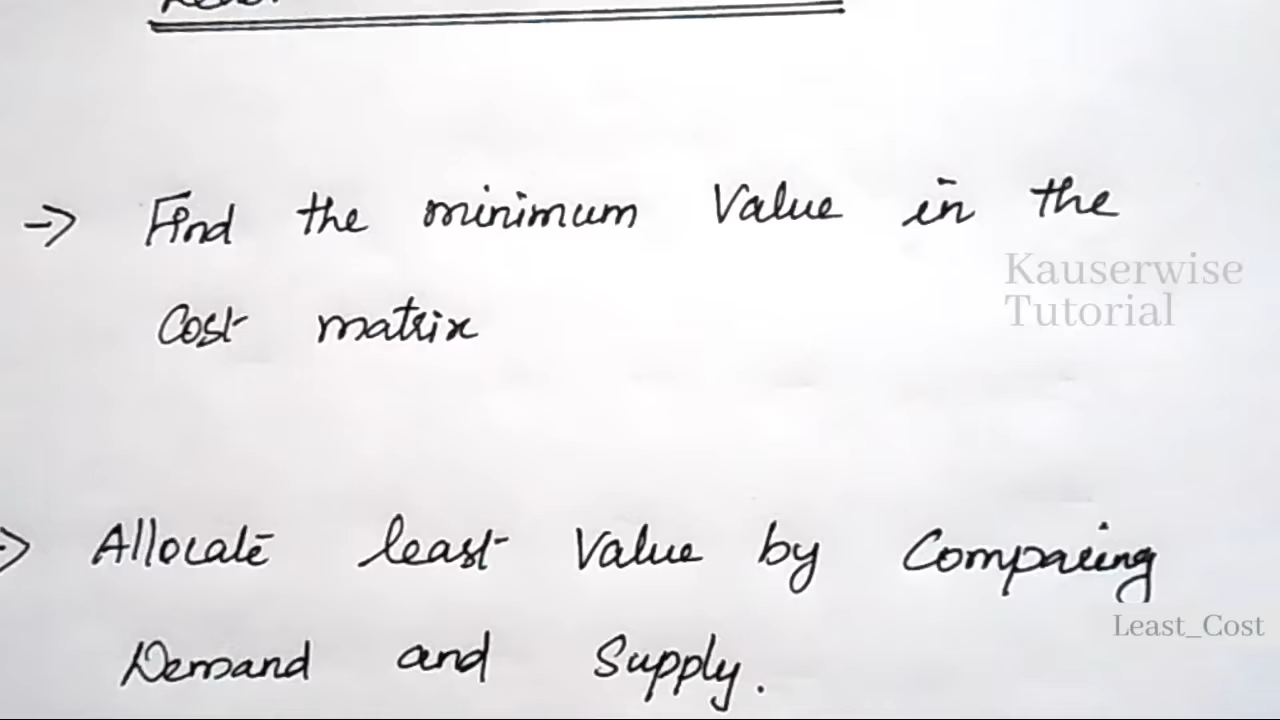 → Find the minimum Value in the
Kauserwise
Tutorial
Cost matrix
→ Allocate least Value by Comparing
Least_Cost
Demand and Supply.